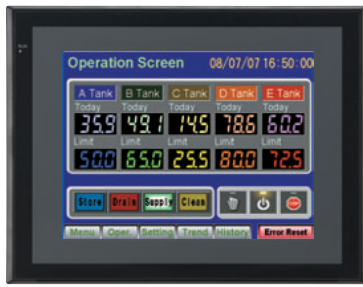 RUN
Operation Screen 08/07/07 16:50:00
A Tank B Tank C Tank D Tank E Tank
Today Today Today Today Today
35.9 49.1 14.5 78.6 60.2
Limit Limit Limit Limit Limit
50.0 65.0 25.5 80.0 72.5
Store Drain Supply Clean
Menu Oper. Setting Trend History Error Reset